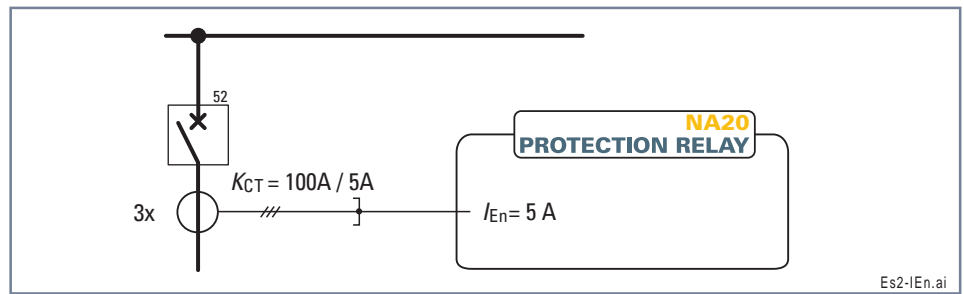 52
NA20
PROTECTION RELAY
KCT = 100A / 5A
3x
IEn= 5 A
Es2-IEn.ai